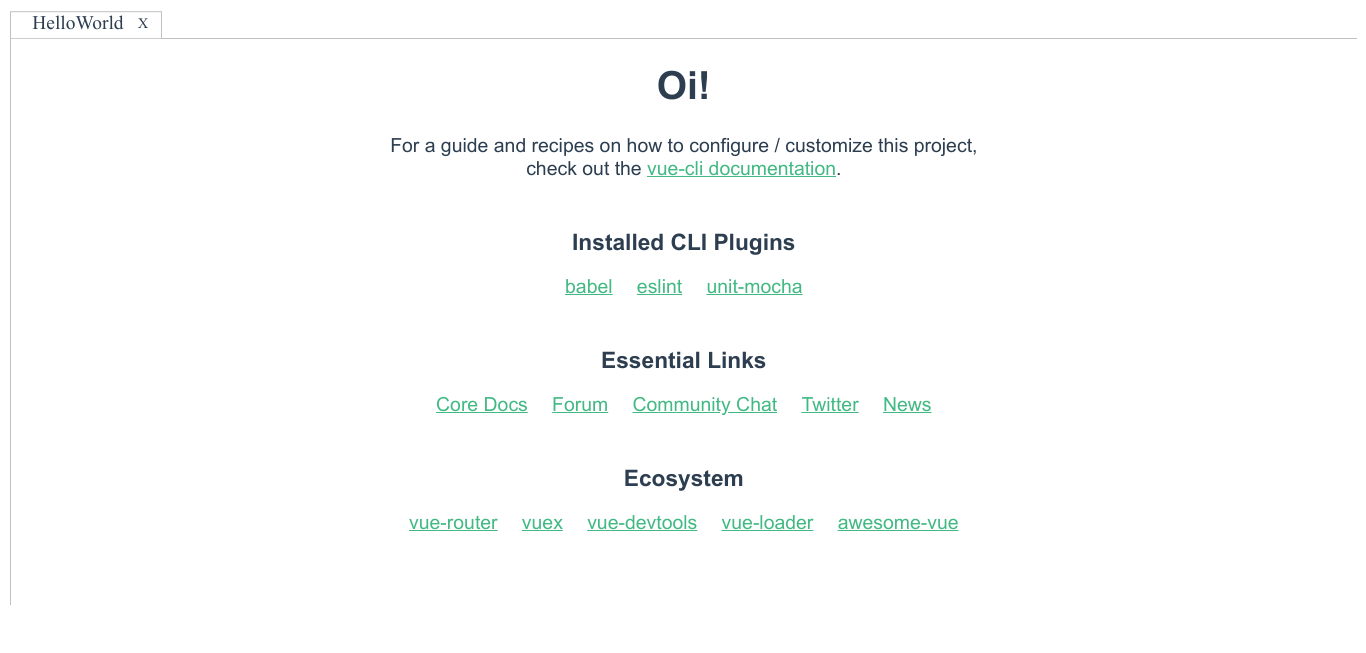 HelloWorld X
Oi!
For a guide and recipes on how to configure / customize this project,
check out the vue-cli documentation.
Installed CLI Plugins
babel eslint unit-mocha
Essential Links
Core Docs Forum Community Chat Twitter News
Ecosystem
vue-router vuex vue-devtools vue-loader awesome-vue